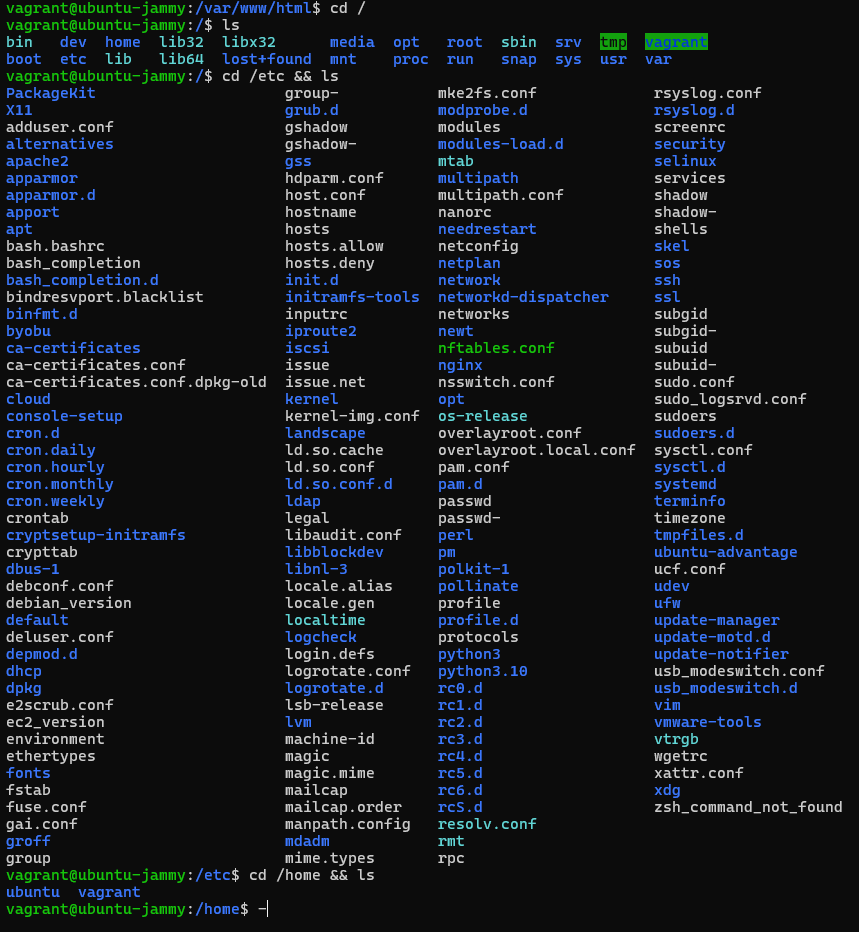 vagrant@ubuntu-jammy:/var/www/html$ cd /
vagrant@ubuntu-jammy:/$ ls
bin   dev  home  lib32  libx32      media  opt   root  sbin  srv  tmp  vagrant
boot  etc  lib   lib64  lost+found  mnt    proc  run   snap  sys  usr  var
vagrant@ubuntu-jammy:/$ cd /etc && ls
PackageKit                     group-          mke2fs.conf            rsyslog.conf
X11                            grub.d          modprobe.d             rsyslog.d
adduser.conf                   gshadow         modules                screenrc
alternatives                   gshadow-        modules-load.d         security
apache2                        gss             mtab                   selinux
apparmor                       hdparm.conf     multipath              services
apparmor.d                     host.conf       multipath.conf         shadow
apport                         hostname        nanorc                 shadow-
apt                            hosts           needrestart            shells
bash.bashrc                    hosts.allow     netconfig              skel
bash_completion                hosts.deny      netplan                sos
bash_completion.d              init.d          network                ssh
bindresvport.blacklist         initramfs-tools  networkd-dispatcher   ssl
binfmt.d                       inputrc         networks               subgid
byobu                          iproute2        newt                   subgid-
ca-certificates                iscsi           nftables.conf          subuid
ca-certificates.conf           issue           nginx                  subuid-
ca-certificates.conf.dpkg-old  issue.net       nsswitch.conf          sudo.conf
cloud                          kernel          opt                    sudo_logsrvd.conf
console-setup                  kernel-img.conf  os-release            sudoers
cron.d                         landscape       overlayroot.conf       sudoers.d
cron.daily                     ld.so.cache     overlayroot.local.conf  sysctl.conf
cron.hourly                    ld.so.conf      pam.conf               sysctl.d
cron.monthly                   ld.so.conf.d    pam.d                  systemd
cron.weekly                    ldap            passwd                 terminfo
crontab                        legal           passwd-                timezone
cryptsetup-initramfs           libaudit.conf   perl                   tmpfiles.d
crypttab                       libblockdev     pm                     ubuntu-advantage
dbus-1                         libnl-3         polkit-1               ucf.conf
debconf.conf                   locale.alias    pollinate              udev
debian_version                 locale.gen      profile                ufw
default                        localtime       profile.d              update-manager
deluser.conf                   logcheck        protocols              update-motd.d
depmod.d                       login.defs      python3                update-notifier
dhcp                           logrotate.conf  python3.10             usb_modeswitch.conf
dpkg                           logrotate.d     rc0.d                  usb_modeswitch.d
e2scrub.conf                   lsb-release     rc1.d                  vim
ec2_version                    lvm             rc2.d                  vmware-tools
environment                    machine-id      rc3.d                  vtrgb
ethertypes                     magic           rc4.d                  wgetrc
fonts                          magic.mime      rc5.d                  xattr.conf
fstab                          mailcap         rc6.d                  xdg
fuse.conf                      mailcap.order   rcS.d                  zsh_command_not_found
gai.conf                       manpath.config  resolv.conf
groff                          mdadm           rmt
group                          mime.types      rpc
vagrant@ubuntu-jammy:/etc$ cd /home && ls
ubuntu  vagrant
vagrant@ubuntu-jammy:/home$ -